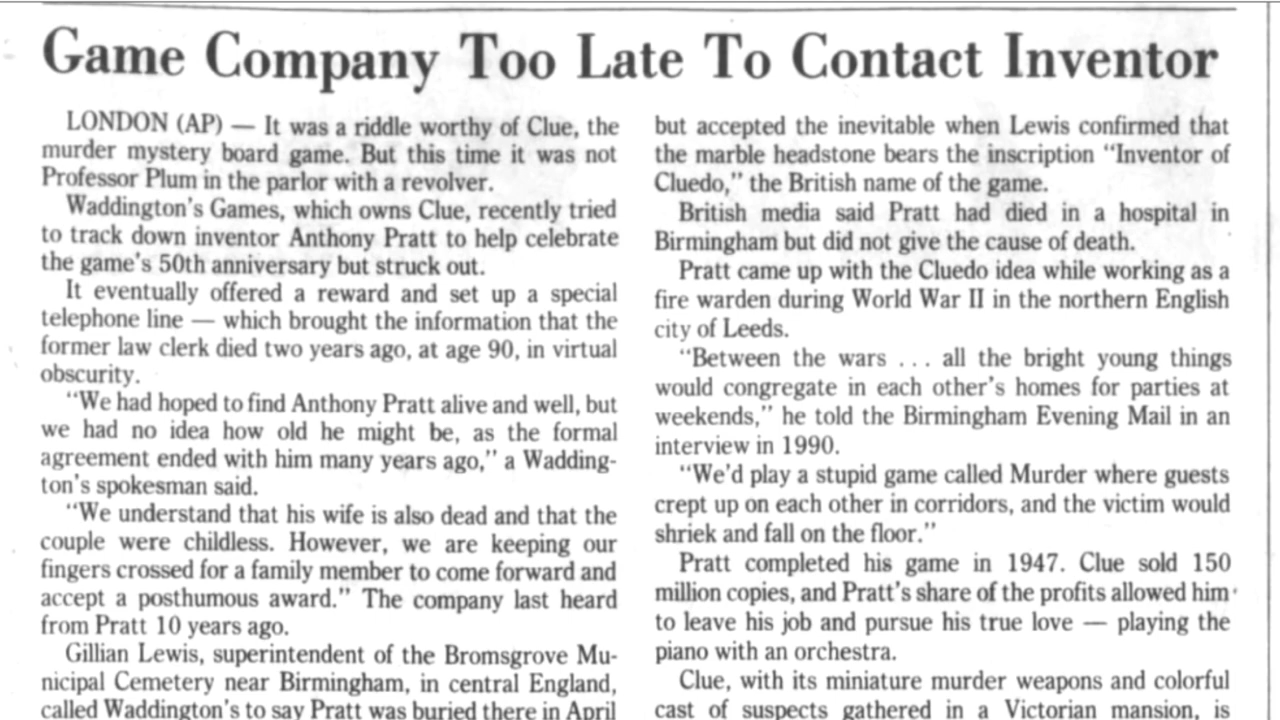 Game Company Too Late To Contact Inventor
LONDON (AP) — It was a riddle worthy of Clue, the
murder mystery board game. But this time it was not
Professor Plum in the parlor with a revolver.
Waddington's Games, which owns Clue, recently tried
to track down inventor Anthony Pratt to help celebrate
the game's 50th anniversary but struck out.
It eventually offered a reward and set up a special
telephone line — which brought the information that the
former law clerk died two years ago, at age 90, in virtual
obscurity.
"We had hoped to find Anthony Pratt alive and well, but
we had no idea how old he might be, as the formal
agreement ended with him many years ago," a Wadding-
ton's spokesman said.
"We understand that his wife is also dead and that the
couple were childless. However, we are keeping our
fingers crossed for a family member to come forward and
accept a posthumous award." The company last heard
from Pratt 10 years ago.
Gillian Lewis, superintendent of the Bromsgrove Mu-
nicipal Cemetery near Birmingham, in central England,
called Waddington's to say Pratt was buried there in April
but accepted the inevitable when Lewis confirmed that
the marble headstone bears the inscription "Inventor of
Cluedo," the British name of the game.
British media said Pratt had died in a hospital in
Birmingham but did not give the cause of death.
Pratt came up with the Cluedo idea while working as a
fire warden during World War II in the northern English
city of Leeds.
"Between the wars ... all the bright young things
would congregate in each other's homes for parties at
weekends," he told the Birmingham Evening Mail in an
interview in 1990.
"We'd play a stupid game called Murder where guests
crept up on each other in corridors, and the victim would
shriek and fall on the floor."
Pratt completed his game in 1947. Clue sold 150
million copies, and Pratt's share of the profits allowed him
to leave his job and pursue his true love — playing the
piano with an orchestra.
Clue, with its miniature murder weapons and colorful
cast of suspects gathered in a Victorian mansion, is